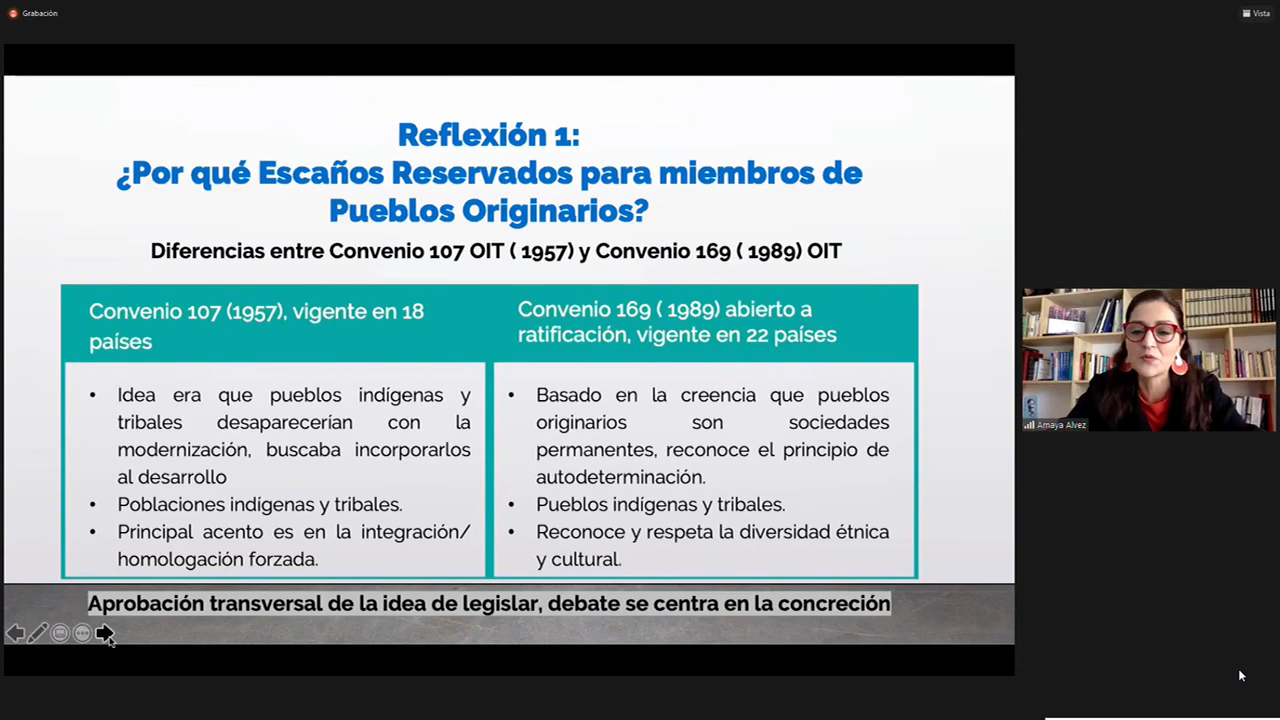 Grabación
Vista
Reflexión 1:
¿Por qué Escaños Reservados para miembros de
Pueblos Originarios?
Diferencias entre Convenio 107 OIT ( 1957) y Convenio 169 ( 1989) OIT
Convenio 107 (1957), vigente en 18
países
• Idea era que pueblos indígenas y
tribales desaparecerían con la
modernización, buscaba incorporarlos
al desarrollo
• Poblaciones indígenas y tribales.
• Principal acento es en la integración/
homologación forzada.
Convenio 169 ( 1989) abierto a
ratificación, vigente en 22 países
• Basado en la creencia que pueblos
originarios son sociedades
permanentes, reconoce el principio de
autodeterminación.
• Pueblos indígenas y tribales.
• Reconoce y respeta la diversidad étnica
y cultural.
Aprobación transversal de la idea de legislar, debate se centra en la concreción
Amaya Alvez